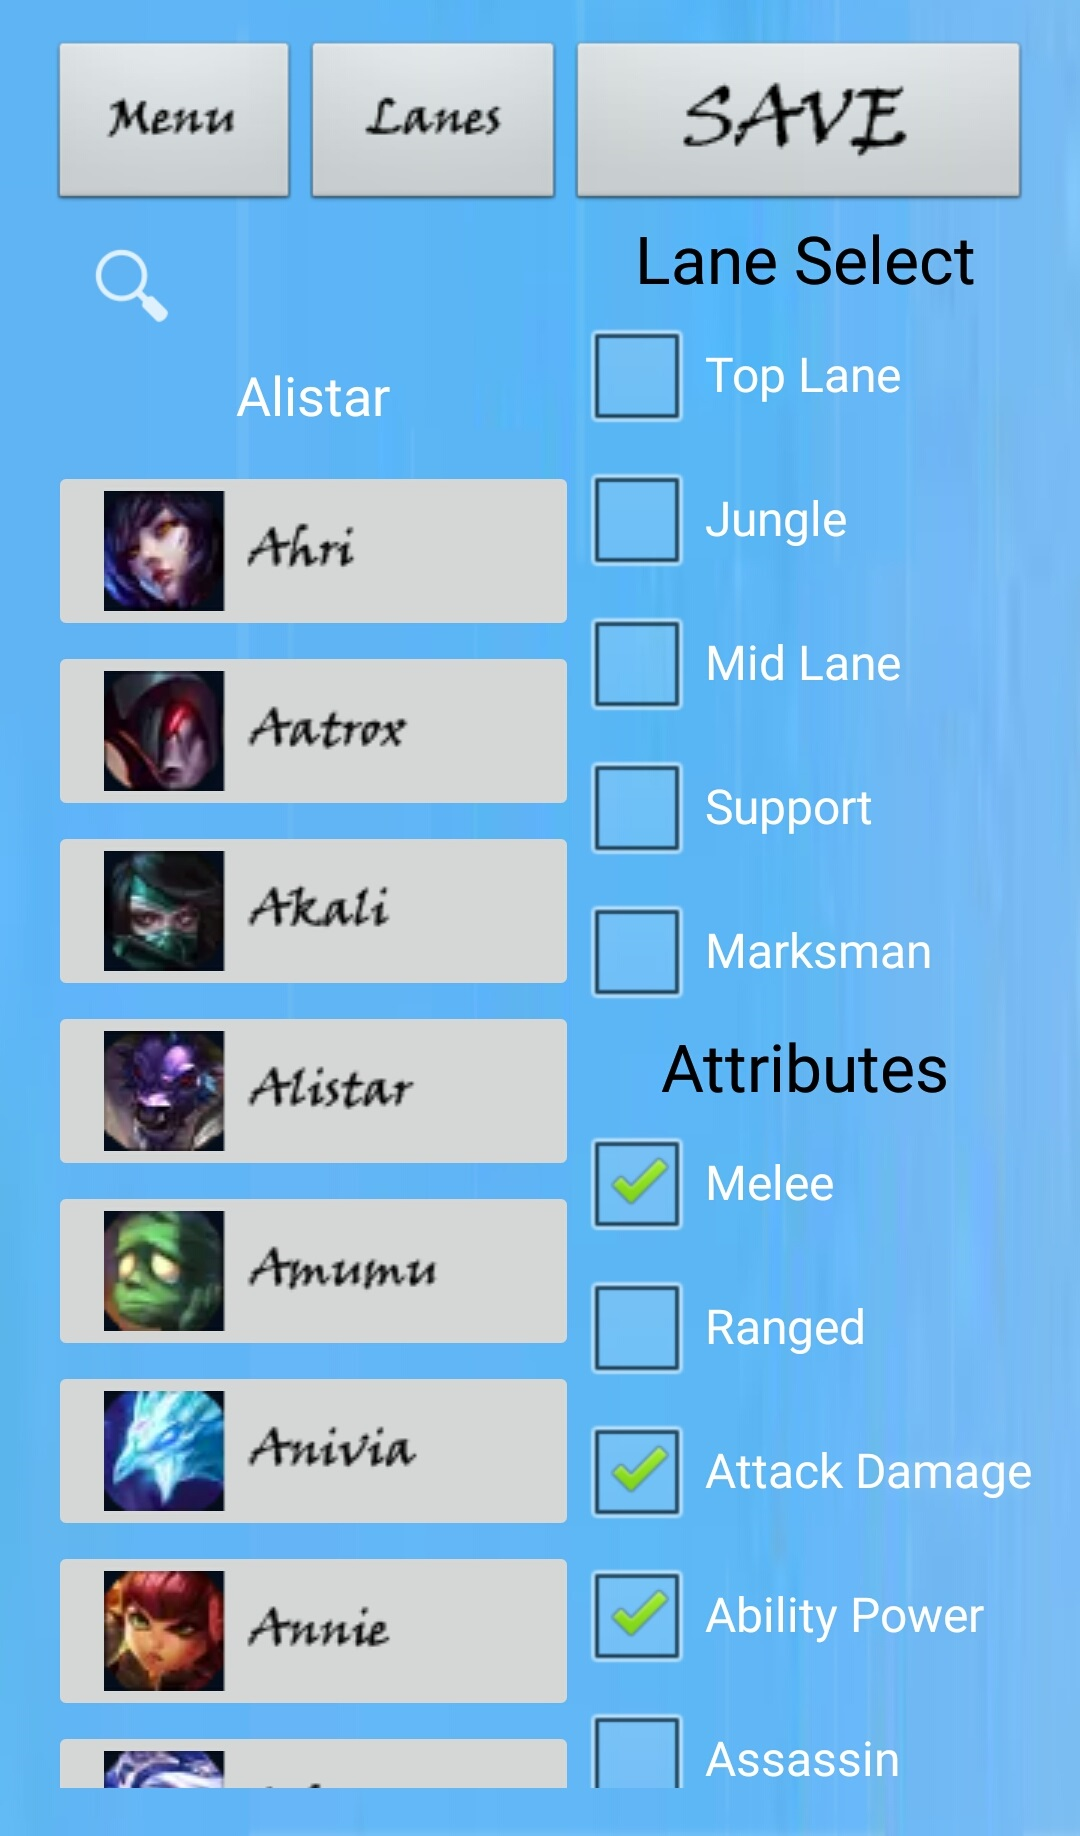 Menu
Lanes
SAVE
Lane Select
Top Lane
Jungle
Mid Lane
Support
Marksman
Attributes
Melee
Ranged
Attack Damage
Ability Power
Assassin
Alistar
Ahri
Aatrox
Akali
Alistar
Amumu
Anivia
Annie